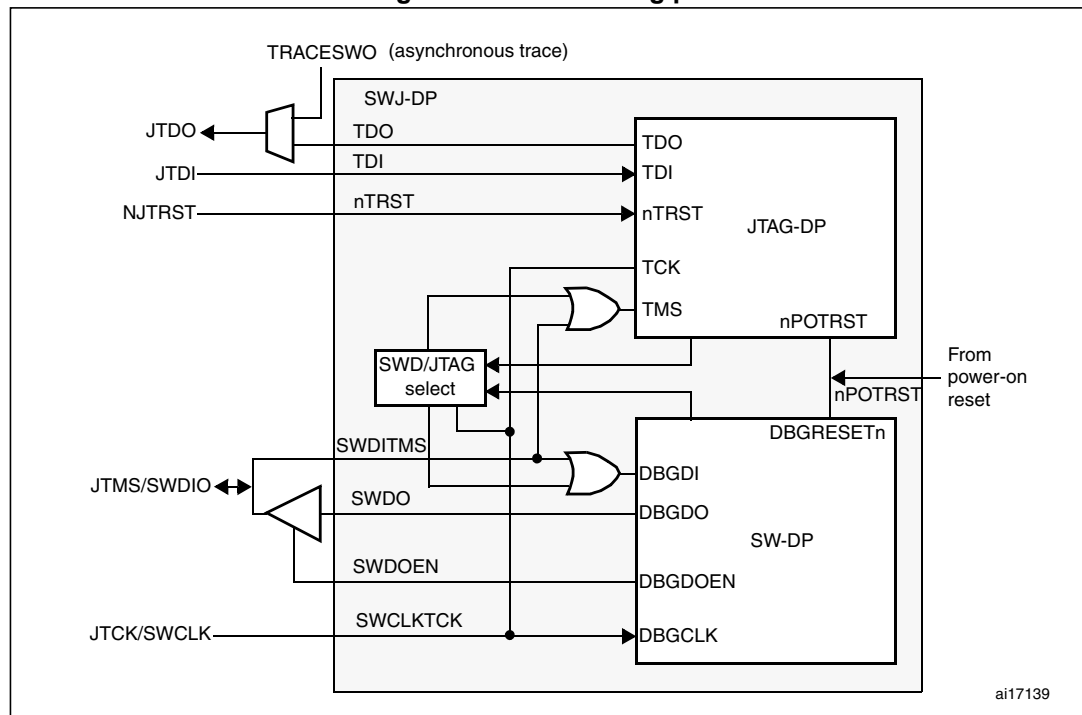 TRACESWO (asynchronous trace)
SWJ-DP
JTDO
TDO
TDO
JTDI
TDI
TDI
NJTRST
nTRST
nTRST
JTAG-DP
TCK
TMS
nPOTRST
SWD/JTAG
select
From
power-on
reset
nPOTRST
DBGRESETn
SWDITMS
DBGDI
JTMS/SWDIO
SWDO
DBGDO
SW-DP
SWDOEN
DBGDOEN
JTCK/SWCLK
SWCLKTCK
DBGCLK
ai17139